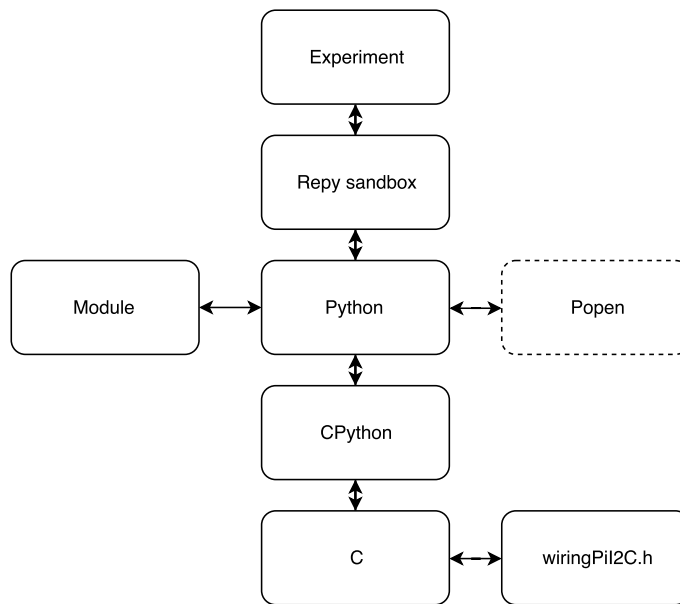 Experiment
Repy sandbox
Module
Python
Popen
CPython
C
wiringPiI2C.h